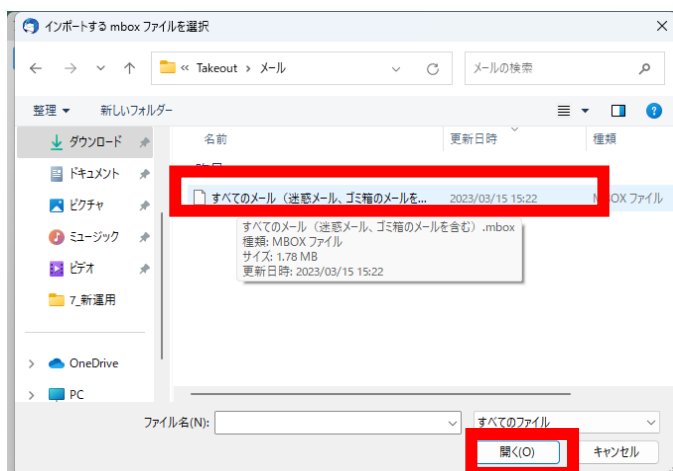 インポートする mbox ファイルを選択
« Takeout › メール
メールの検索
整理 新しいフォルダー
ダウンロード
名前 更新日時 種類
ドキュメント
すべてのメール（迷惑メール、ゴミ箱のメールを... 2023/03/15 15:22 MBOX ファイル
ピクチャ
すべてのメール（迷惑メール、ゴミ箱のメールを含む）.mbox
種類: MBOX ファイル
サイズ: 1.78 MB
更新日時: 2023/03/15 15:22
ミュージック
ビデオ
7_新運用
OneDrive
PC
ファイル名(N): すべてのファイル
開く(O) キャンセル